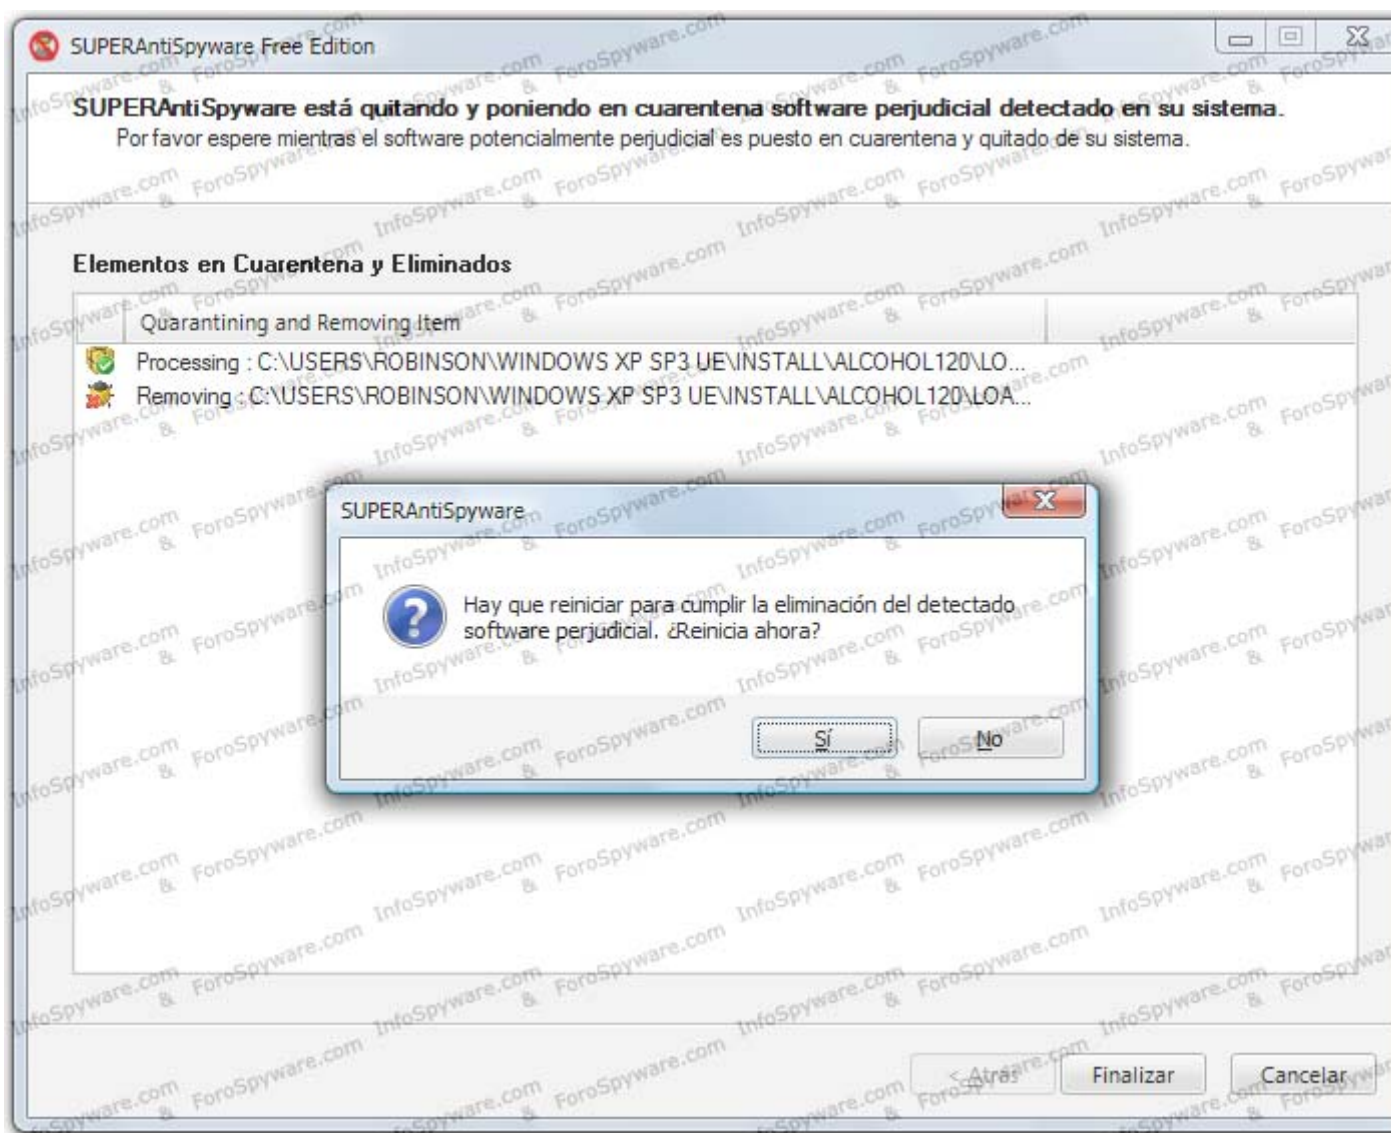 SUPERAntiSpyware Free Edition
SUPERAntiSpyware está quitando y poniendo en cuarentena software perjudicial detectado en su sistema.
Por favor espere mientras el software potencialmente perjudicial es puesto en cuarentena y quitado de su sistema.
Elementos en Cuarentena y Eliminados
Quarantining and Removing Item
Processing : C:\USERS\ROBINSON\WINDOWS XP SP3 UE\INSTALL\ALCOHOL120\LO...
Removing : C:\USERS\ROBINSON\WINDOWS XP SP3 UE\INSTALL\ALCOHOL120\LOA...
SUPERAntiSpyware
Hay que reiniciar para cumplir la eliminación del detectado
software perjudicial. ¿Reinicia ahora?
Sí No
< Atrás Finalizar Cancelar
InfoSpyware.com & ForoSpyware.com